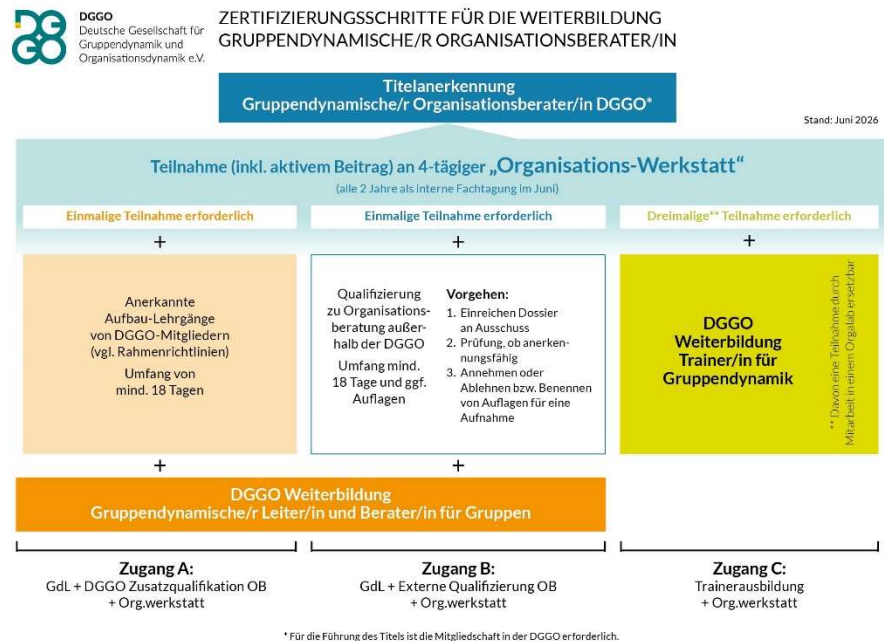 DGGO
Deutsche Gesellschaft für
Gruppendynamik und
Organisationsdynamik e.V.
ZERTIFIZIERUNGSSCHRITTE FÜR DIE WEITERBILDUNG
GRUPPENDYNAMISCHE/R ORGANISATIONSBERATER/IN
Titelanerkennung
Gruppendynamische/r Organisationsberater/in DGGO*
Stand: Juni 2026
Teilnahme (inkl. aktivem Beitrag) an 4-tägiger „Organisations-Werkstatt“
(alle 2 Jahre als interne Fachtagung im Juni)
Einmalige Teilnahme erforderlich
Einmalige Teilnahme erforderlich
Dreimalige** Teilnahme erforderlich
+
+
+
Anerkannte
Aufbau-Lehrgänge
von DGGO-Mitgliedern
(vgl. Rahmenrichtlinien)
Umfang von
mind. 18 Tagen
Qualifizierung
zu Organisations-
beratung außer-
halb der DGGO
Umfang mind.
18 Tage und ggf.
Auflagen
Vorgehen:
1. Einreichen Dossier
an Ausschuss
2. Prüfung, ob anerken-
nungsfähig
3. Annehmen oder
Ablehnen bzw. Benennen
von Auflagen für eine
Aufnahme
DGGO
Weiterbildung
Trainer/in für
Gruppendynamik
** Davon eine Teilnahme durch
Mitarbeit in einem Orgalab ersetzbar
+
+
DGGO Weiterbildung
Gruppendynamische/r Leiter/in und Berater/in für Gruppen
Zugang A:
GdL + DGGO Zusatzqualifikation OB
+ Org.werkstatt
Zugang B:
GdL + Externe Qualifizierung OB
+ Org.werkstatt
Zugang C:
Trainerausbildung
+ Org.werkstatt
* Für die Führung des Titels ist die Mitgliedschaft in der DGGO erforderlich.